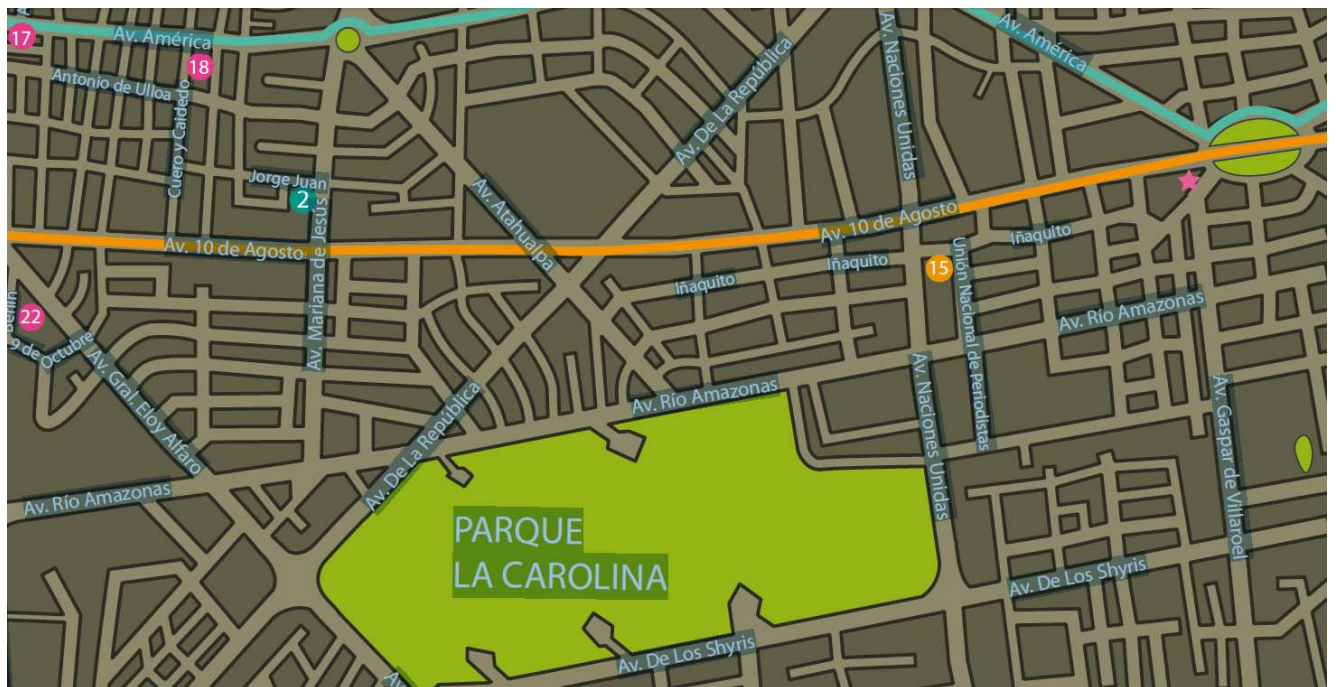 17
Av. América
18
Antonio de Ulloa
Cuero y Caidedo
Jorge Juan
2
Av. Mariana de Jesús
Av. 10 de Agosto
Av. Atahualpa
Av. De La República
Av. Naciones Unidas
Av. América
Av. 10 de Agosto
Iñaquito
Iñaquito
Iñaquito
15
Unión Nacional de Periodistas
Av. Río Amazonas
22
9 de Octubre
Av. Gral. Eloy Alfaro
Av. Río Amazonas
Av. De La República
Av. Río Amazonas
Av. Naciones Unidas
Av. Gaspar de Villaroel
PARQUE
LA CAROLINA
Av. De Los Shyris
Av. De Los Shyris
Av.